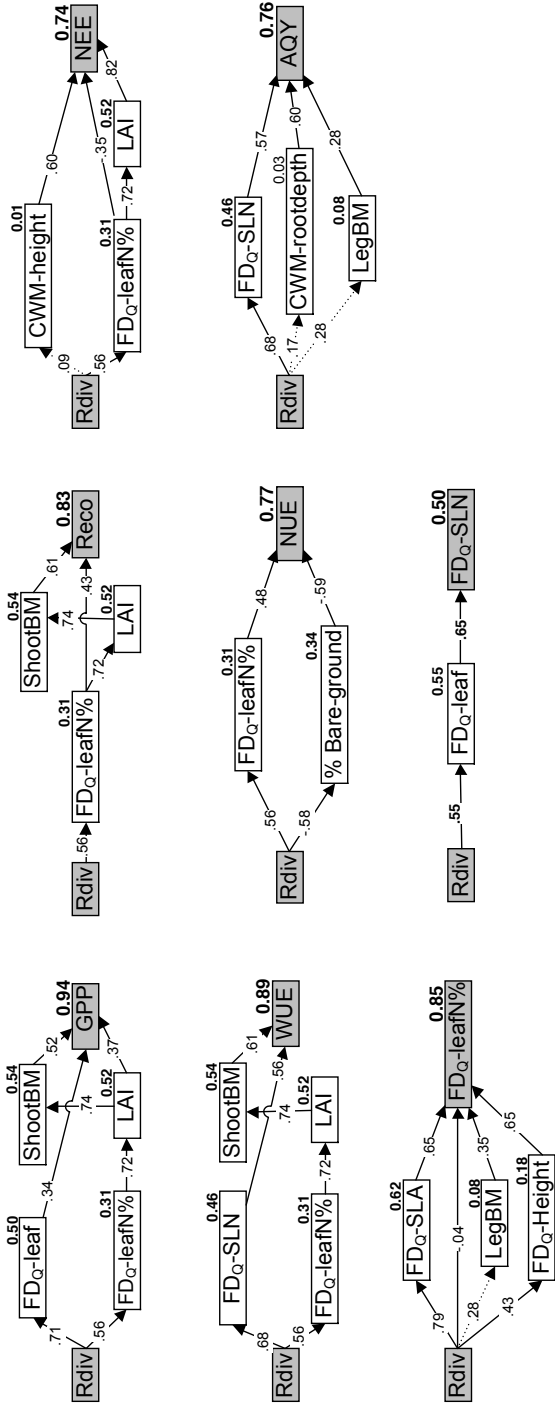 Rdiv
.71
.56
0.50
FDQ-leaf
0.31
FDQ-leafN%
.34
.72
0.54
ShootBM
.74
0.52
LAI
.52
.37
0.94
GPP
Rdiv
.56
0.31
FDQ-leafN%
.72
.43
0.54
ShootBM
.74
0.52
LAI
.61
0.83
Reco
Rdiv
.09
.56
0.01
CWM-height
0.31
FDQ-leafN%
.60
-.35
.72
0.52
LAI
.82
0.74
NEE
Rdiv
.68
.56
0.46
FDQ-SLN
0.31
FDQ-leafN%
.72
0.54
ShootBM
.74
0.52
LAI
.61
.56
0.89
WUE
Rdiv
.56
-.58
0.31
FDQ-leafN%
0.34
% Bare-ground
.48
-.59
0.77
NUE
Rdiv
.68
.17
.28
0.46
FDQ-SLN
0.03
CWM-rootdepth
0.08
LegBM
.57
.60
.28
0.76
AQY
Rdiv
.79
.28
.43
0.62
FDQ-SLA
-.04
0.08
LegBM
0.18
FDQ-Height
.65
.35
.65
0.85
FDQ-leafN%
Rdiv
.55
0.55
FDQ-leaf
.65
0.50
FDQ-SLN